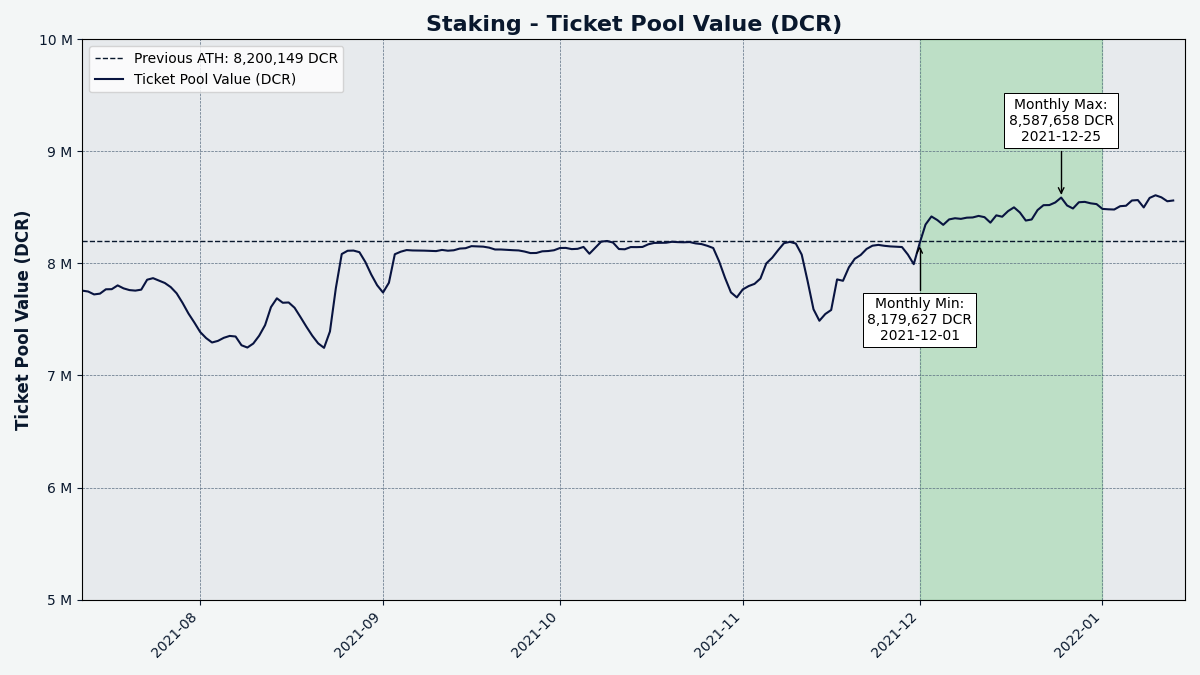 Staking - Ticket Pool Value (DCR)
Ticket Pool Value (DCR)
10 M
9 M
8 M
7 M
6 M
5 M
Previous ATH: 8,200,149 DCR
Ticket Pool Value (DCR)
Monthly Max:
8,587,658 DCR
2021-12-25
Monthly Min:
8,179,627 DCR
2021-12-01
2021-08
2021-09
2021-10
2021-11
2021-12
2022-01